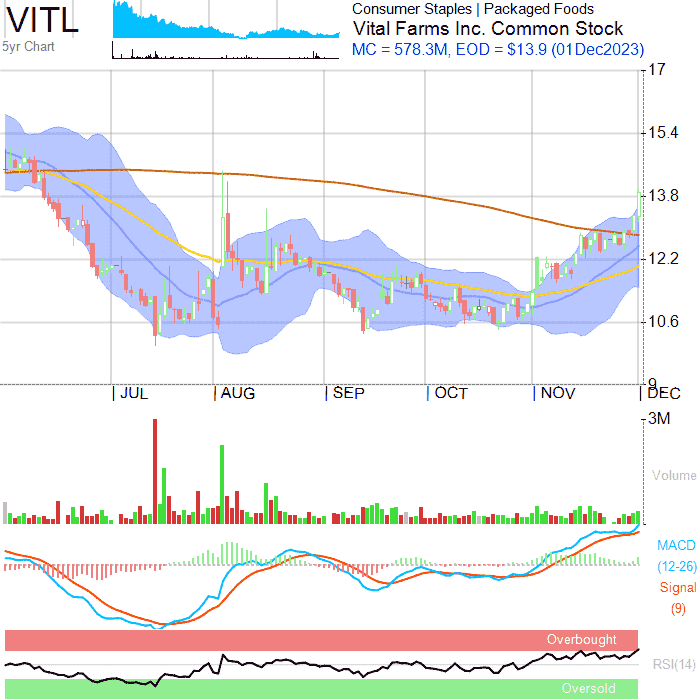 VITL
5yr Chart
Consumer Staples | Packaged Foods
Vital Farms Inc. Common Stock
MC = 578.3M, EOD = $13.9 (01Dec2023)
17
15.4
13.8
12.2
10.6
9
JUL AUG SEP OCT NOV DEC
3M
Volume
MACD
(12-26)
Signal
(9)
Overbought
RSI(14)
Oversold